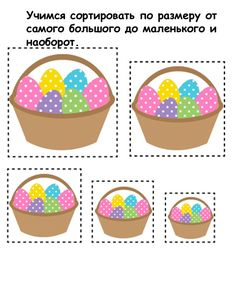 Учимся сортировать по размеру от
самого большого до маленького и
наоборот.